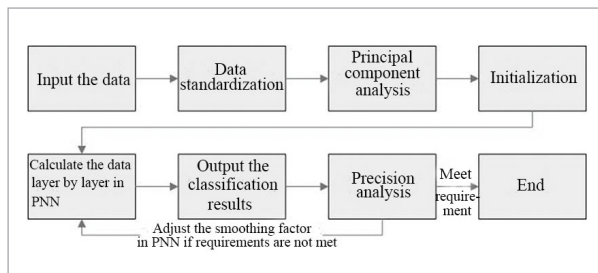 Input the data
Data
standardization
Principal
component
analysis
Initialization
Calculate the data
layer by layer in
PNN
Output the
classification
results
Precision
analysis
Meet
require-
ment
End
Adjust the smoothing factor
in PNN if requirements are not met